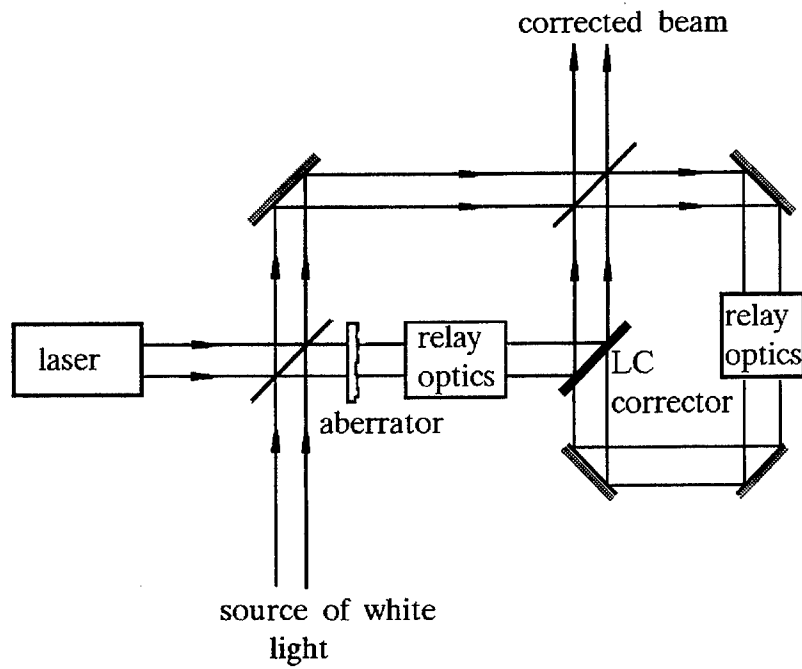 corrected beam
laser
relay
optics
aberrator
LC
corrector
relay
optics
source of white
light